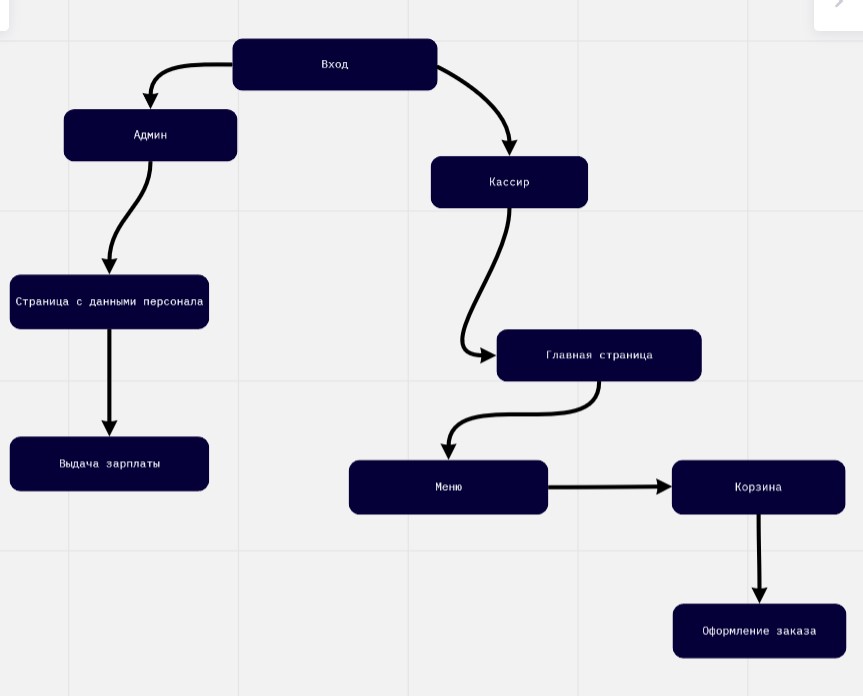 Вход
Админ
Кассир
Страница с данными персонала
Главная страница
Выдача зарплаты
Меню
Корзина
Оформление заказа